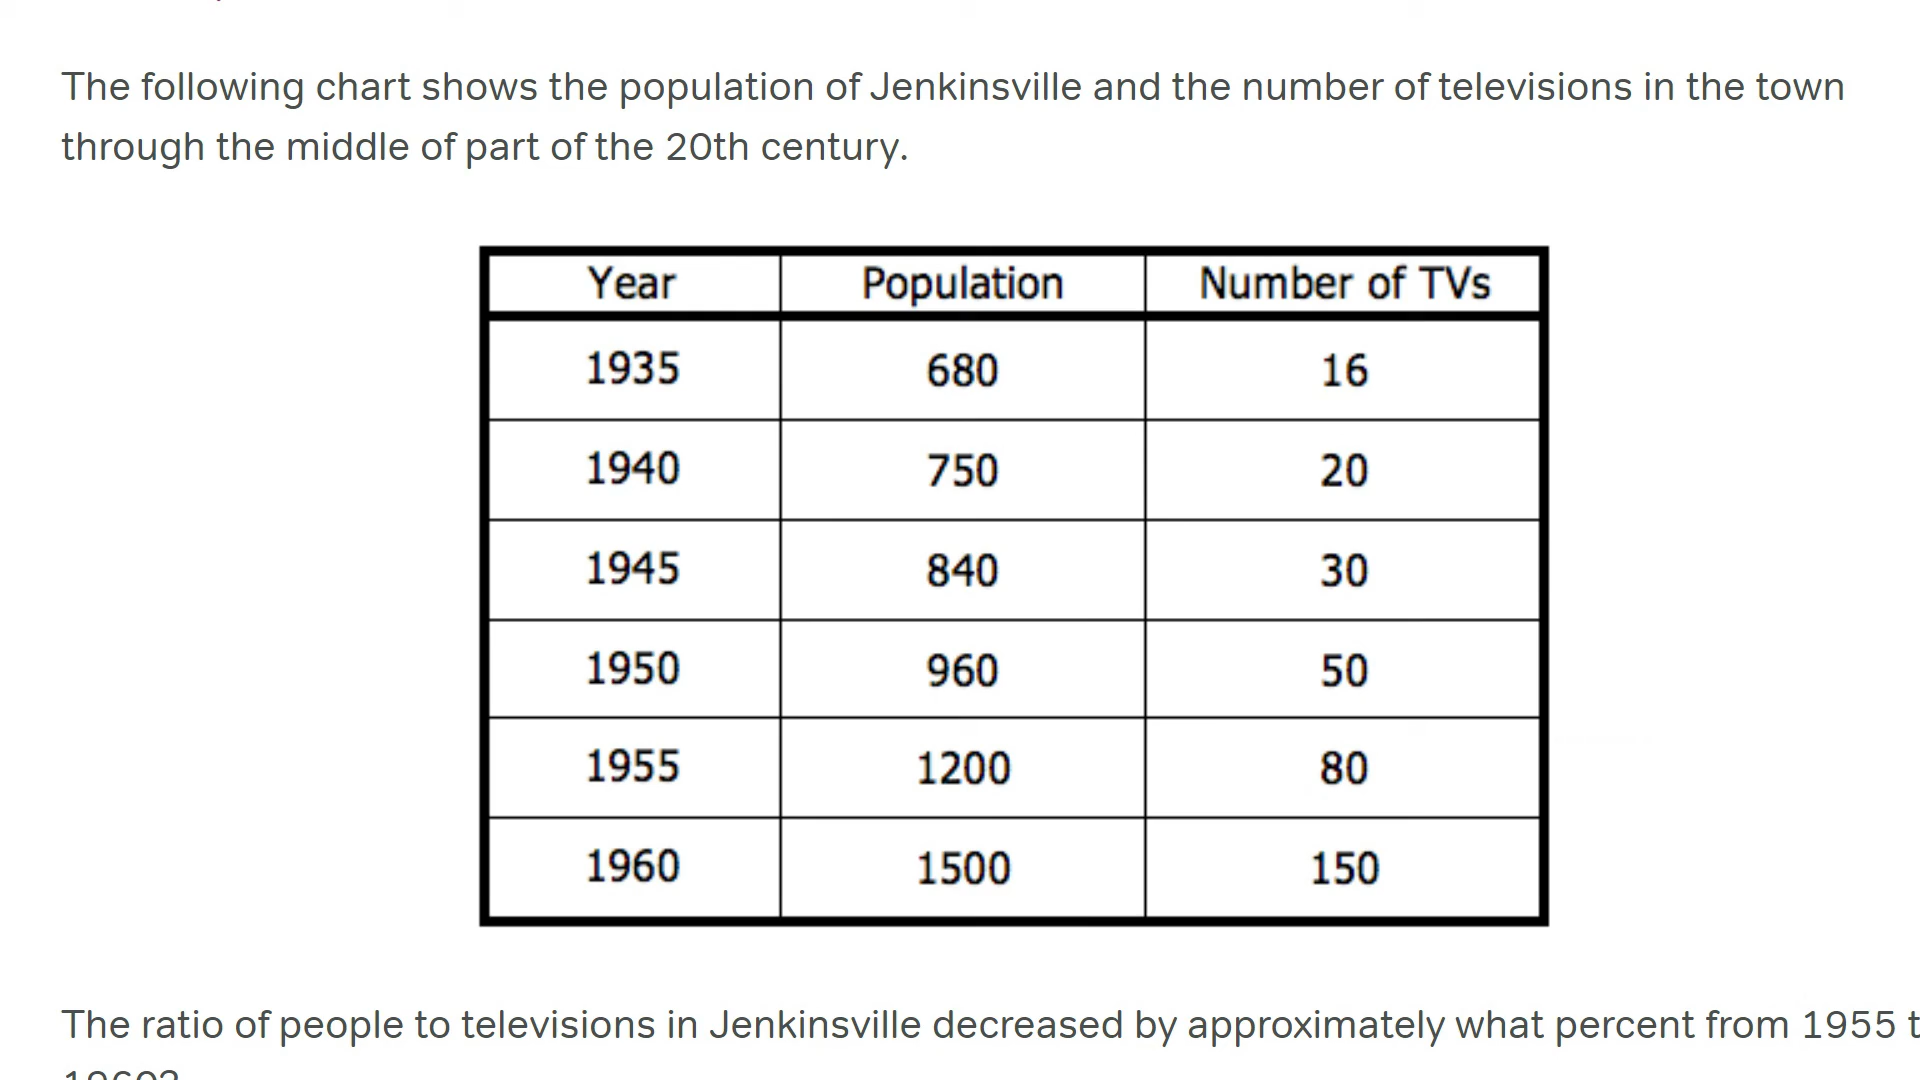 The following chart shows the population of Jenkinsville and the number of televisions in the town
through the middle of part of the 20th century.
Year Population Number of TVs
1935 680 16
1940 750 20
1945 840 30
1950 960 50
1955 1200 80
1960 1500 150
The ratio of people to televisions in Jenkinsville decreased by approximately what percent from 1955 t